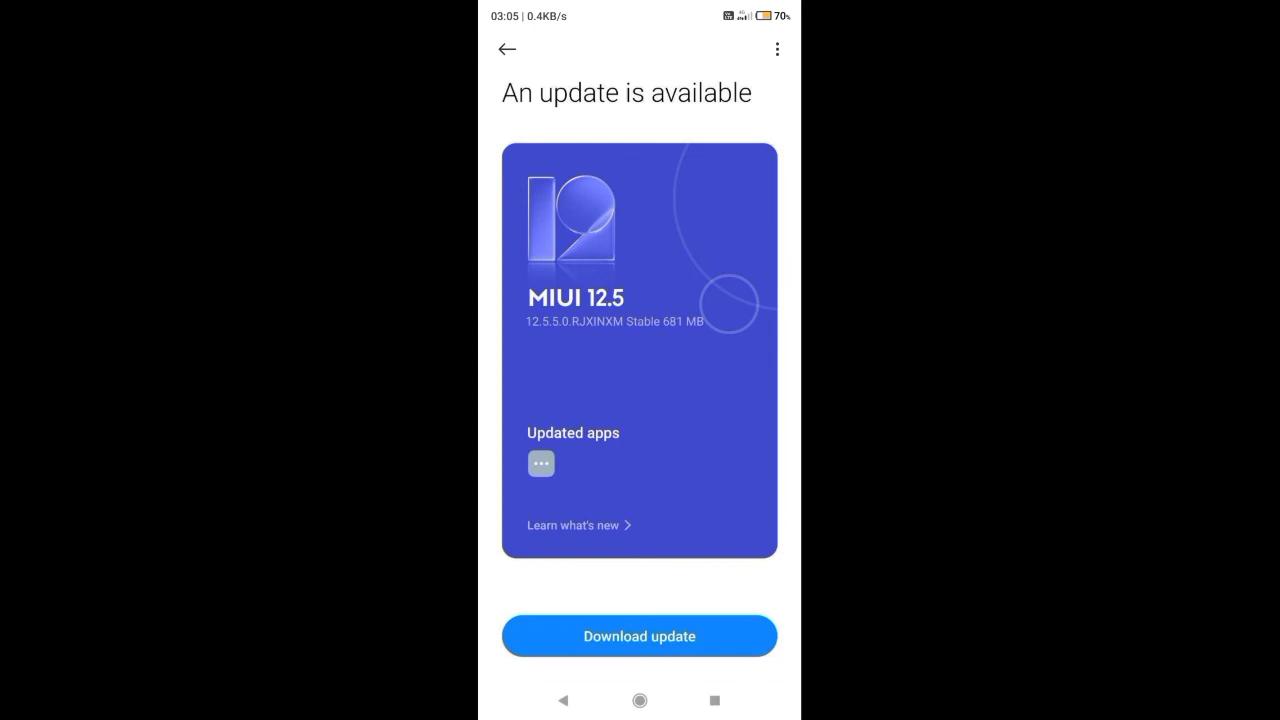 03:05 | 0.4KB/s
70%
An update is available
12
MIUI 12.5
12.5.5.0.RJXINXM Stable 681 MB
Updated apps
Learn what's new
Download update